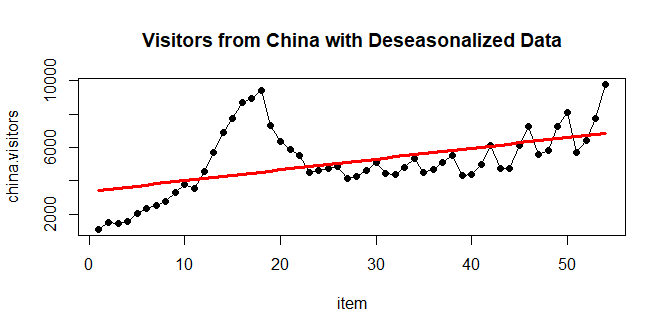 Visitors from China with Deseasonalized Data
china.visitors
10000
6000
2000
0 10 20 30 40 50
item